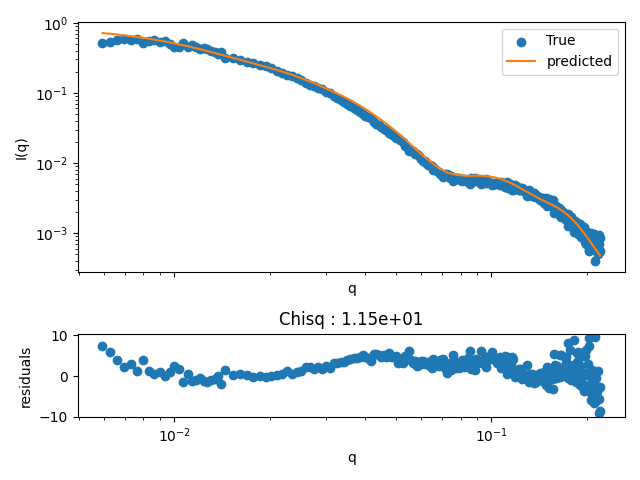 10⁰
10⁻¹
10⁻²
10⁻³
I(q)
True
predicted
q
Chisq : 1.15e+01
10
0
−10
residuals
10⁻²
10⁻¹
q